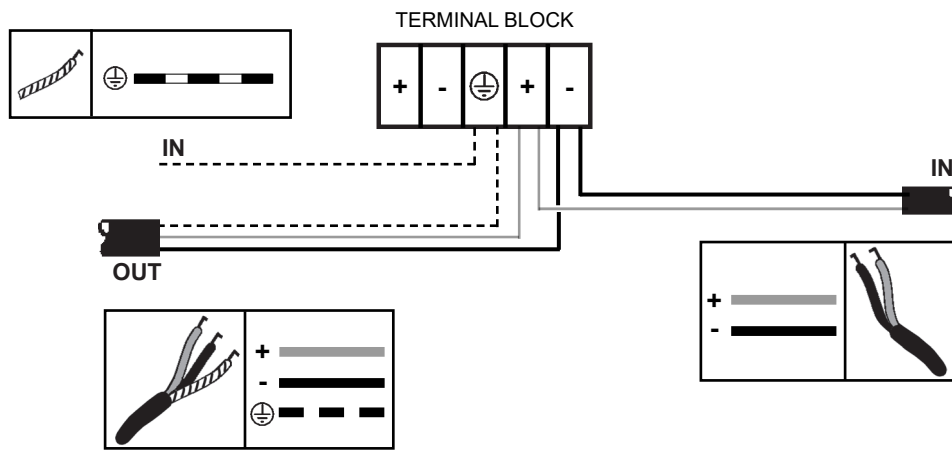 TERMINAL BLOCK
+ - + -
IN
IN
OUT
+
-
+
-